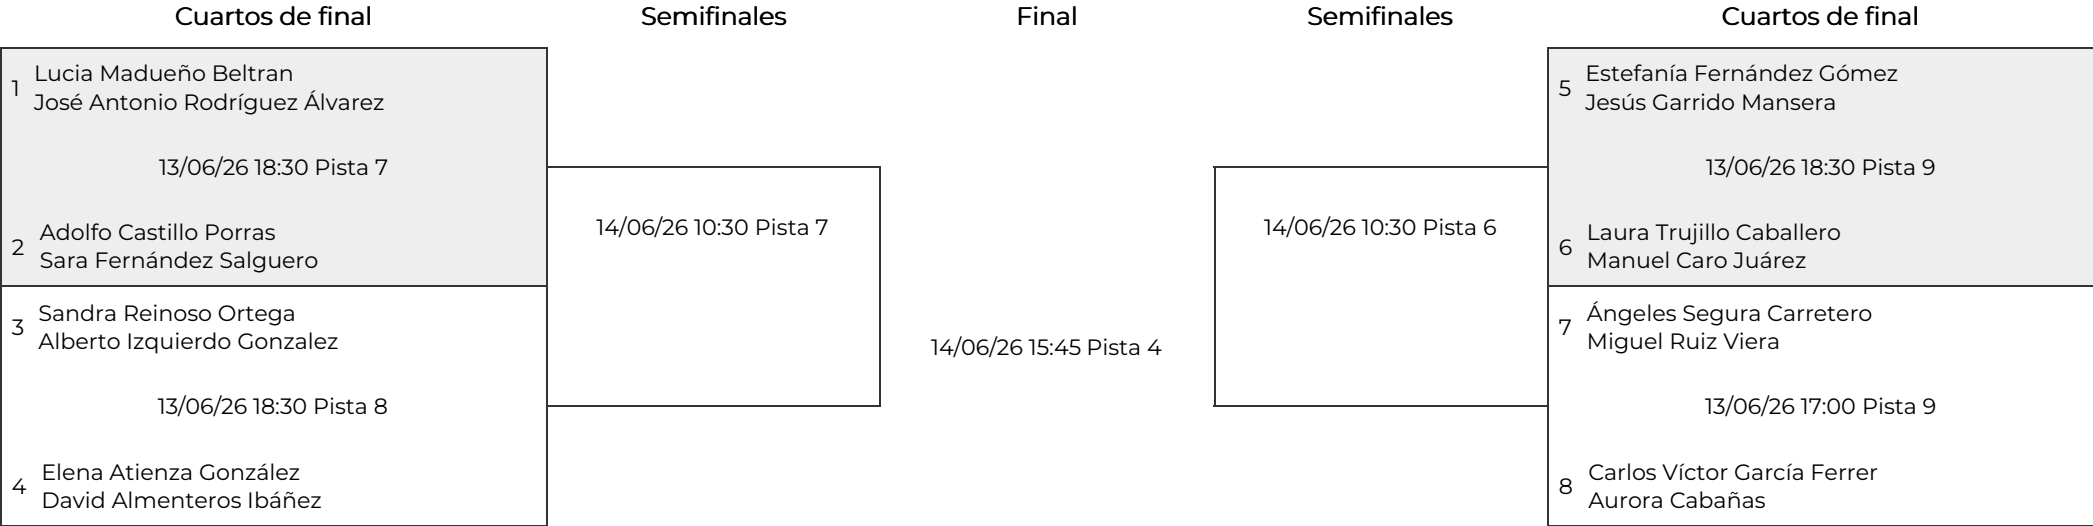 Cuartos de final
Semifinales
Final
Semifinales
Cuartos de final
1
Lucia Madueño Beltran
José Antonio Rodríguez Álvarez
13/06/26 18:30 Pista 7
2
Adolfo Castillo Porras
Sara Fernández Salguero
3
Sandra Reinoso Ortega
Alberto Izquierdo Gonzalez
13/06/26 18:30 Pista 8
4
Elena Atienza González
David Almenteros Ibáñez
14/06/26 10:30 Pista 7
14/06/26 15:45 Pista 4
14/06/26 10:30 Pista 6
5
Estefanía Fernández Gómez
Jesús Garrido Mansera
13/06/26 18:30 Pista 9
6
Laura Trujillo Caballero
Manuel Caro Juárez
7
Ángeles Segura Carretero
Miguel Ruiz Viera
13/06/26 17:00 Pista 9
8
Carlos Víctor García Ferrer
Aurora Cabañas